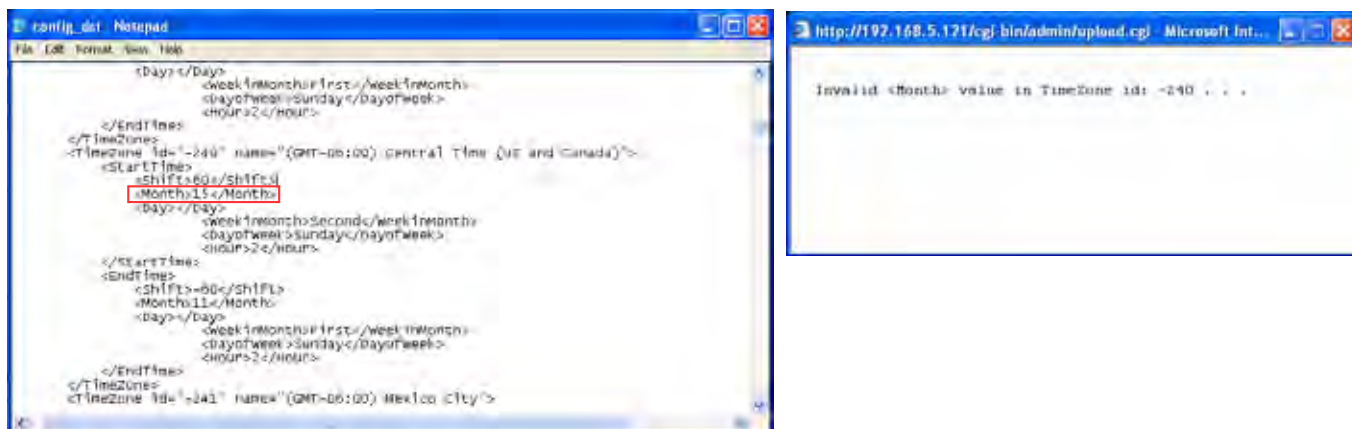 config_dst - Notepad
File Edit Format View Help
<Day></Day>
<WeekInMonth>First</WeekInMonth>
<DayofWeek>Sunday</DayofWeek>
<Hour>2</Hour>
</EndTime>
</TimeZone>
<TimeZone id="-240" name="(GMT-06:00) Central Time (US and Canada)">
<StartTime>
<Shift>60</Shift>
<Month>15</Month>
<Day></Day>
<WeekInMonth>Second</WeekInMonth>
<DayofWeek>Sunday</DayofWeek>
<Hour>2</Hour>
</StartTime>
<EndTime>
<Shift>-60</Shift>
<Month>11</Month>
<Day></Day>
<WeekInMonth>First</WeekInMonth>
<DayofWeek>Sunday</DayofWeek>
<Hour>2</Hour>
</EndTime>
</TimeZone>
<TimeZone id="-241" name="(GMT-06:00) Mexico City">
http://192.168.5.121/cgi-bin/admin/upload.cgi - Microsoft Int...
Invalid <Month> value in TimeZone id: -240 . . .